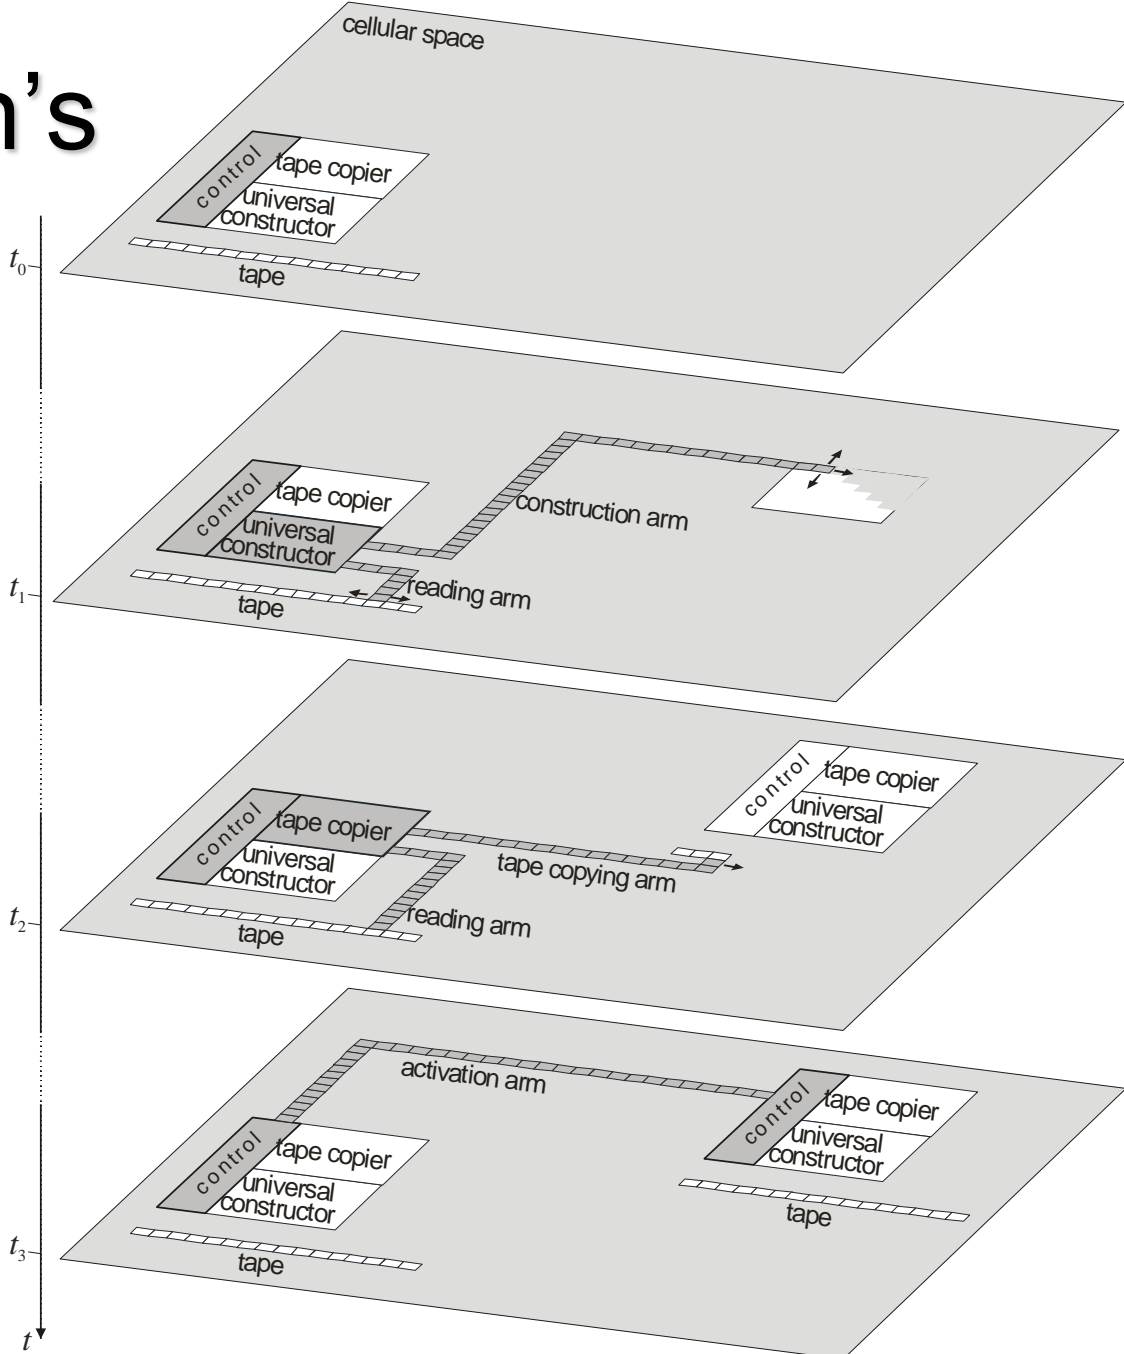 n's
cellular space
control
tape copier
universal
constructor
tape
t0
control
tape copier
universal
constructor
construction arm
reading arm
tape
t1
control
tape copier
universal
constructor
control
tape copier
universal
constructor
tape copying arm
reading arm
tape
t2
activation arm
control
tape copier
universal
constructor
tape
control
tape copier
universal
constructor
tape
t3
t